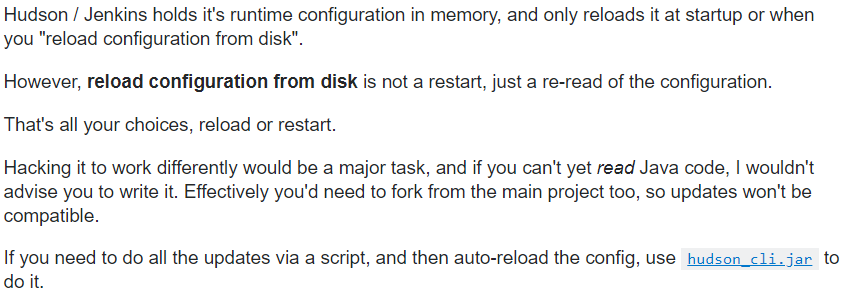 Hudson / Jenkins holds it's runtime configuration in memory, and only reloads it at startup or when
you "reload configuration from disk".
However, reload configuration from disk is not a restart, just a re-read of the configuration.
That's all your choices, reload or restart.
Hacking it to work differently would be a major task, and if you can't yet read Java code, I wouldn't
advise you to write it. Effectively you'd need to fork from the main project too, so updates won't be
compatible.
If you need to do all the updates via a script, and then auto-reload the config, use hudson_cli.jar to
do it.